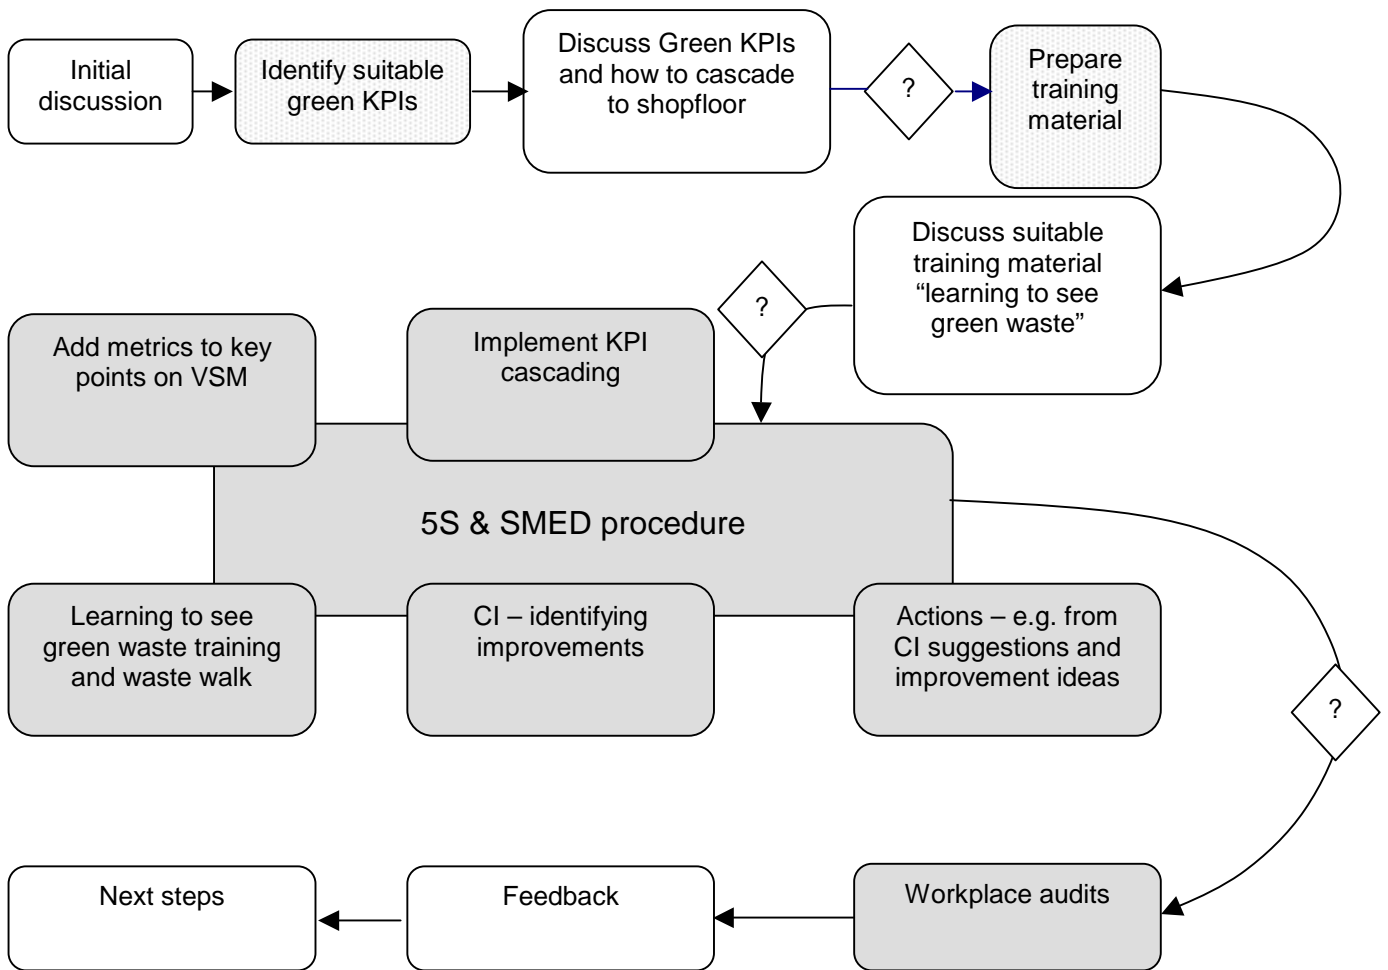 Initial
discussion
Identify suitable
green KPIs
Discuss Green KPIs
and how to cascade
to shopfloor
?
Prepare
training
material
Discuss suitable
training material
“learning to see
green waste”
?
Add metrics to key
points on VSM
Implement KPI
cascading
5S & SMED procedure
Learning to see
green waste training
and waste walk
CI – identifying
improvements
Actions – e.g. from
CI suggestions and
improvement ideas
?
Next steps
Feedback
Workplace audits